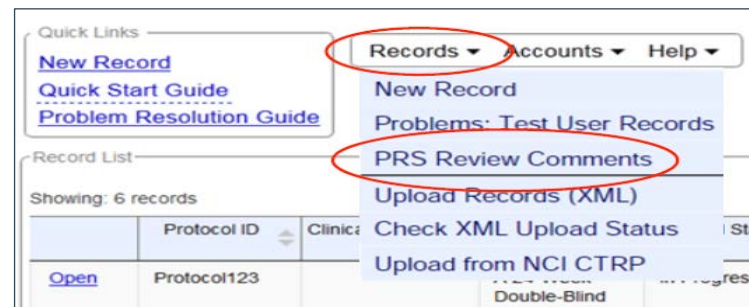 Quick Links
New Record
Quick Start Guide
Problem Resolution Guide
Records Accounts Help
New Record
Problems: Test User Records
PRS Review Comments
Upload Records (XML)
Check XML Upload Status
Upload from NCI CTRP
Record List
Showing: 6 records
Protocol ID
Open Protocol123
Double-Blind